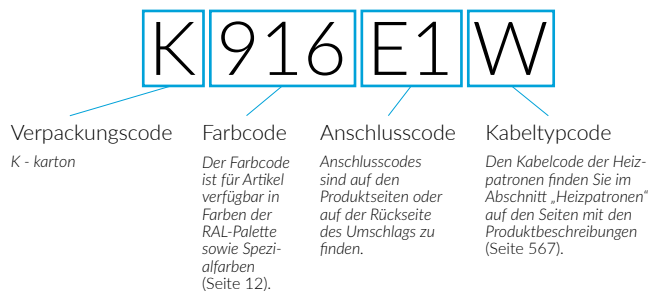 K 916 E1 W
Verpackungscode
K - karton
Farbcode
Der Farbcode
ist für Artikel
verfügbar in
Farben der
RAL-Palette
sowie Spezi-
alfarben
(Seite 12).
Anschlusscode
Anschlusscodes
sind auf den
Produktseiten oder
auf der Rückseite
des Umschlags zu
finden.
Kabeltypcode
Den Kabelcode der Heiz-
patronen finden Sie im
Abschnitt „Heizpatronen“
auf den Seiten mit den
Produktbeschreibungen
(Seite 567).